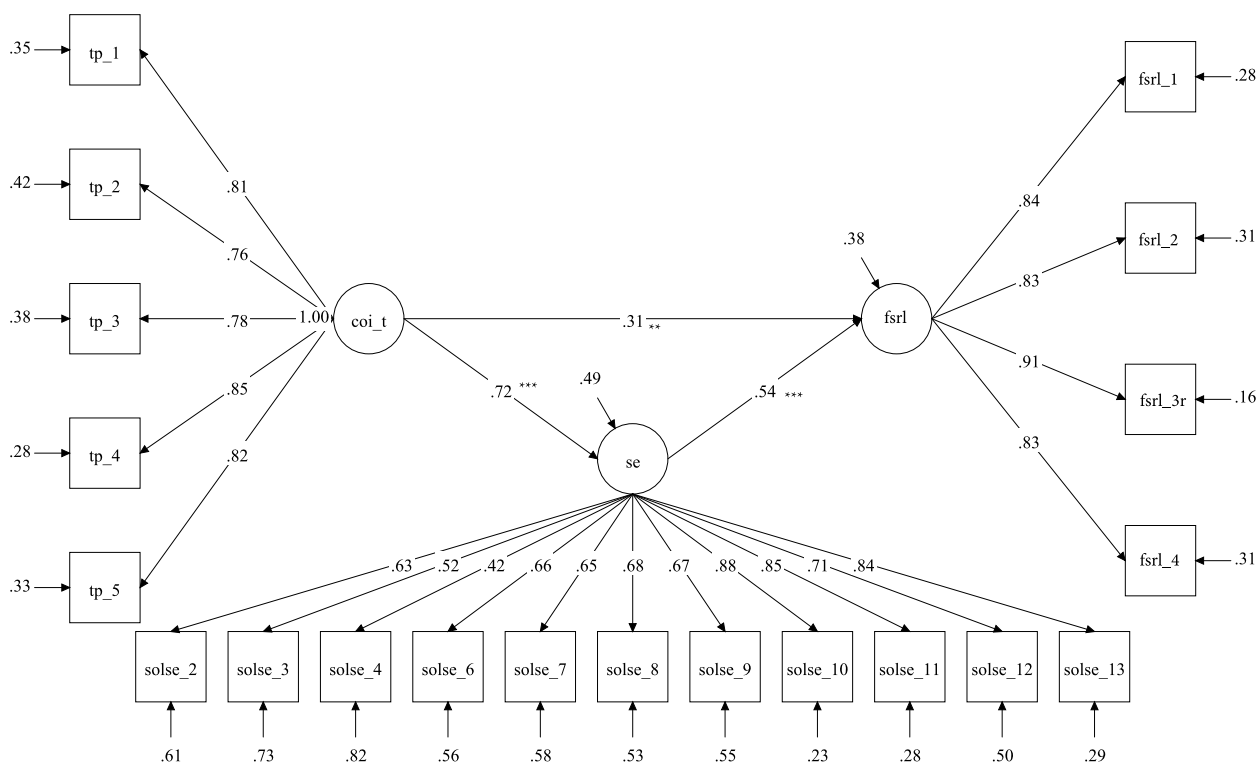 .35
tp_1
fsrl_1
.28
.42
tp_2
.81
.84
fsrl_2
.31
.76
.38
.83
.38
tp_3
.78
1.00
coi_t
.31 **
fsrl
.85
.72 ***
.49
.54 ***
.91
fsrl_3r
.16
.28
tp_4
.82
se
.83
.33
tp_5
.63
.52
.42
.66
.65
.68
.67
.88
.85
.71
.84
fsrl_4
.31
solse_2
solse_3
solse_4
solse_6
solse_7
solse_8
solse_9
solse_10
solse_11
solse_12
solse_13
.61
.73
.82
.56
.58
.53
.55
.23
.28
.50
.29